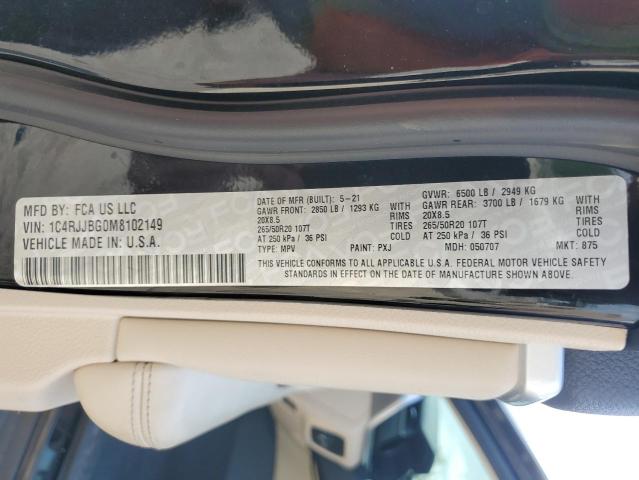 MFD BY: FCA US LLC
VIN: 1C4RJJBG0M8102149
VEHICLE MADE IN U.S.A.
DATE OF MFR (BUILT): 5-21
GAWR FRONT: 2850 LB / 1293 KG WITH
20X8.5 RIMS
265/50R20 107T TIRES
AT 250 kPa / 36 PSI COLD
TYPE: MPV PAINT: PXJ
GVWR: 6500 LB / 2949 KG
GAWR REAR: 3700 LB / 1679 KG WITH
20X8.5 RIMS
265/50R20 107T TIRES
AT 250 kPa / 36 PSI COLD
MDH: 050707 MKT: 875
THIS VEHICLE CONFORMS TO ALL APPLICABLE U.S.A. FEDERAL MOTOR VEHICLE SAFETY
STANDARDS IN EFFECT ON THE DATE OF MANUFACTURE SHOWN ABOVE.